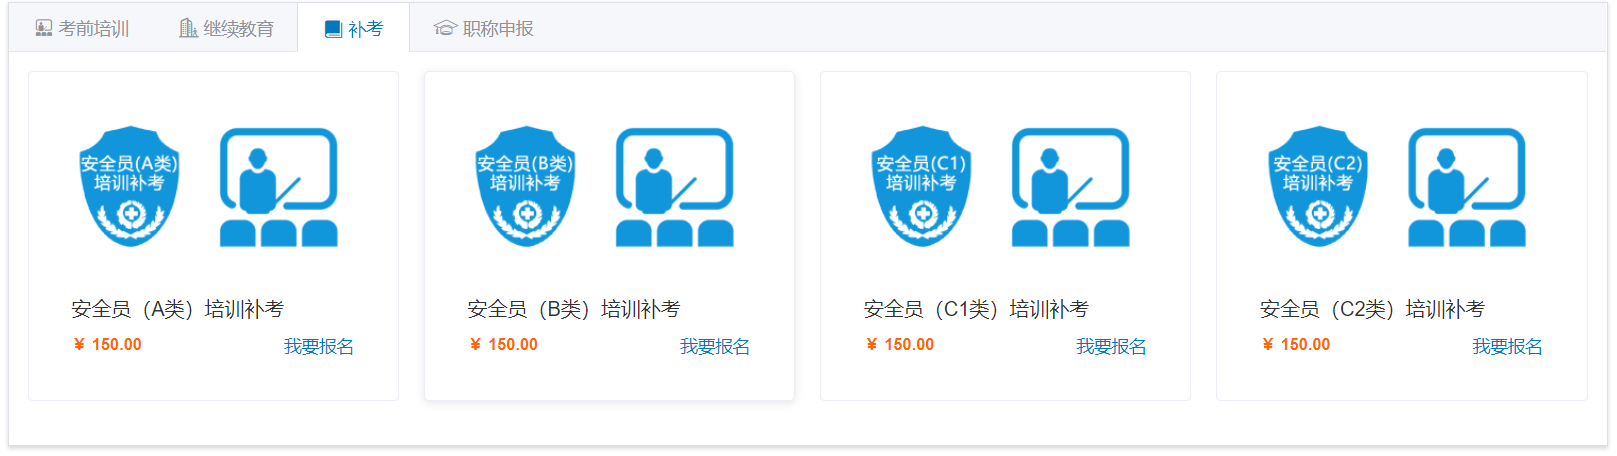 考前培训
继续教育
补考
职称申报
安全员(A类)
培训补考
安全员（A类）培训补考
¥ 150.00
我要报名
安全员(B类)
培训补考
安全员（B类）培训补考
¥ 150.00
我要报名
安全员(C1)
培训补考
安全员（C1类）培训补考
¥ 150.00
我要报名
安全员(C2)
培训补考
安全员（C2类）培训补考
¥ 150.00
我要报名